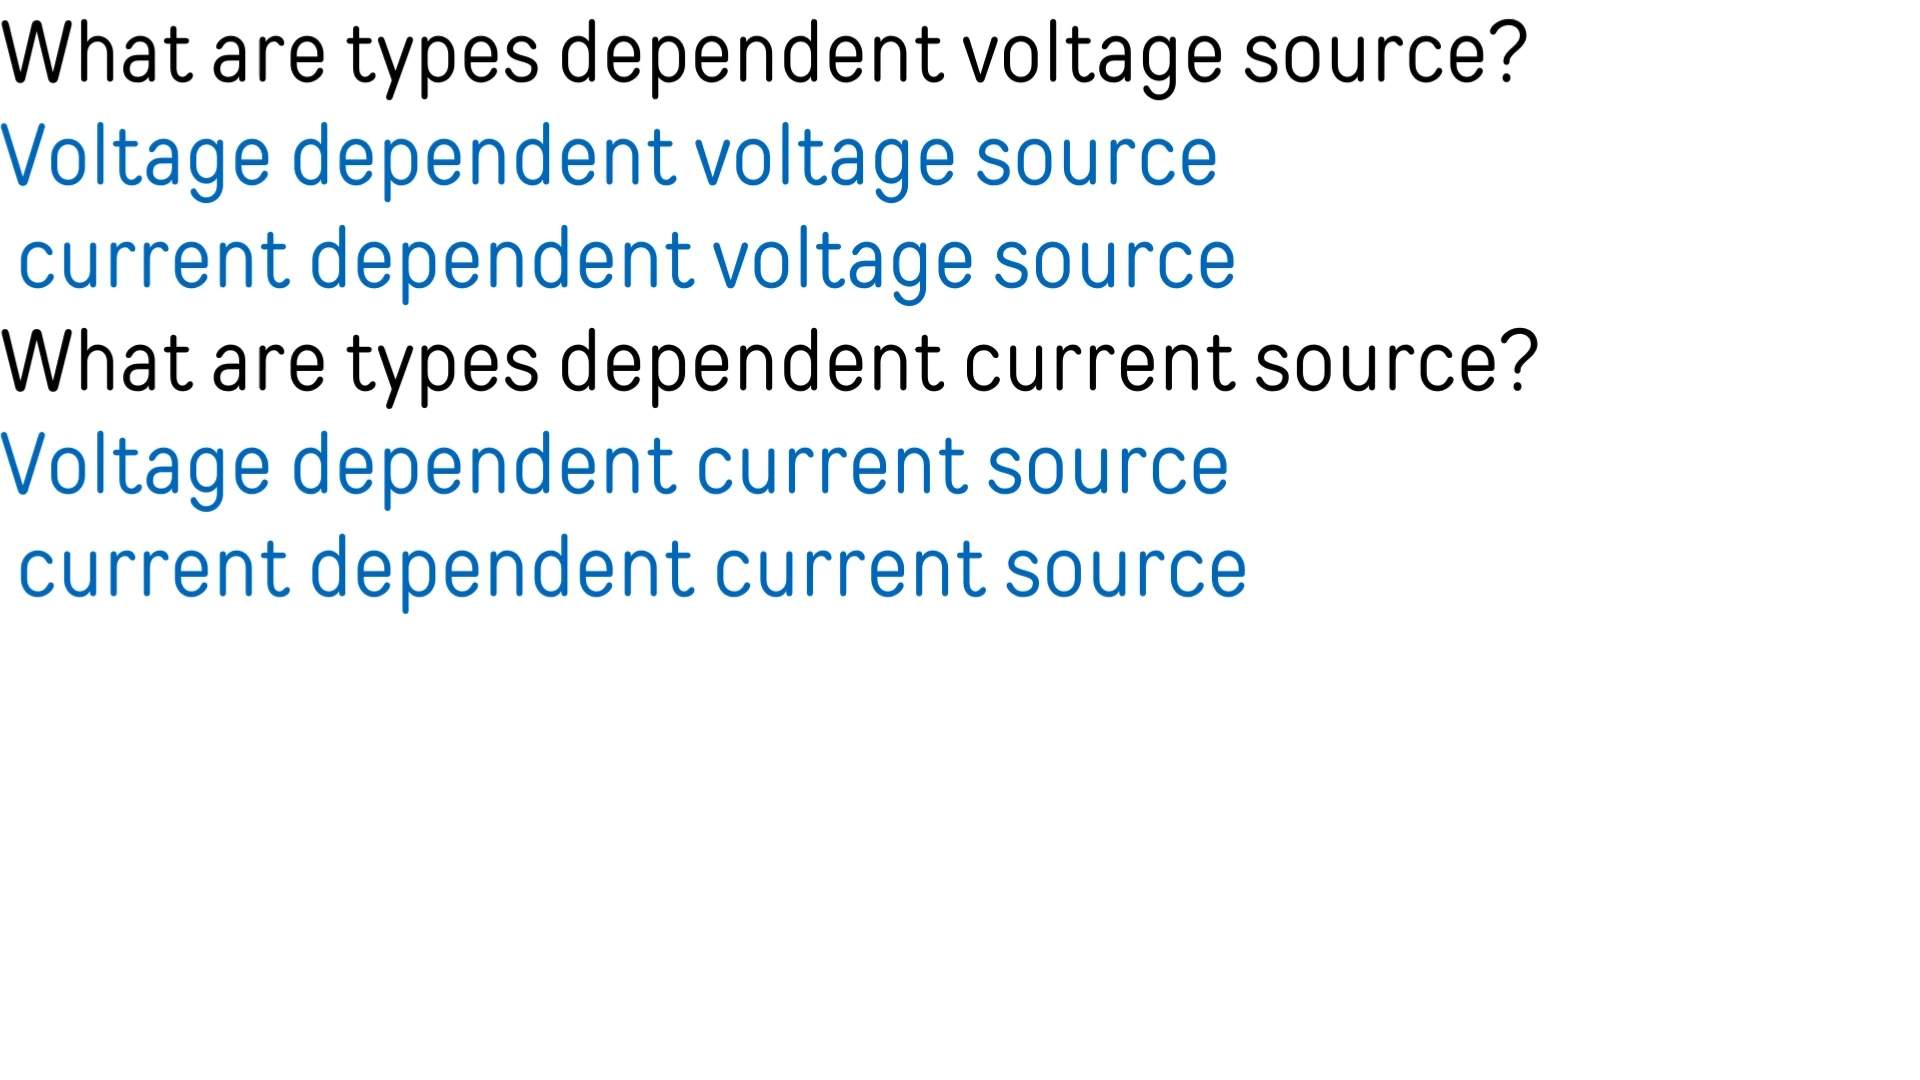 What are types dependent voltage source?
Voltage dependent voltage source
current dependent voltage source
What are types dependent current source?
Voltage dependent current source
current dependent current source